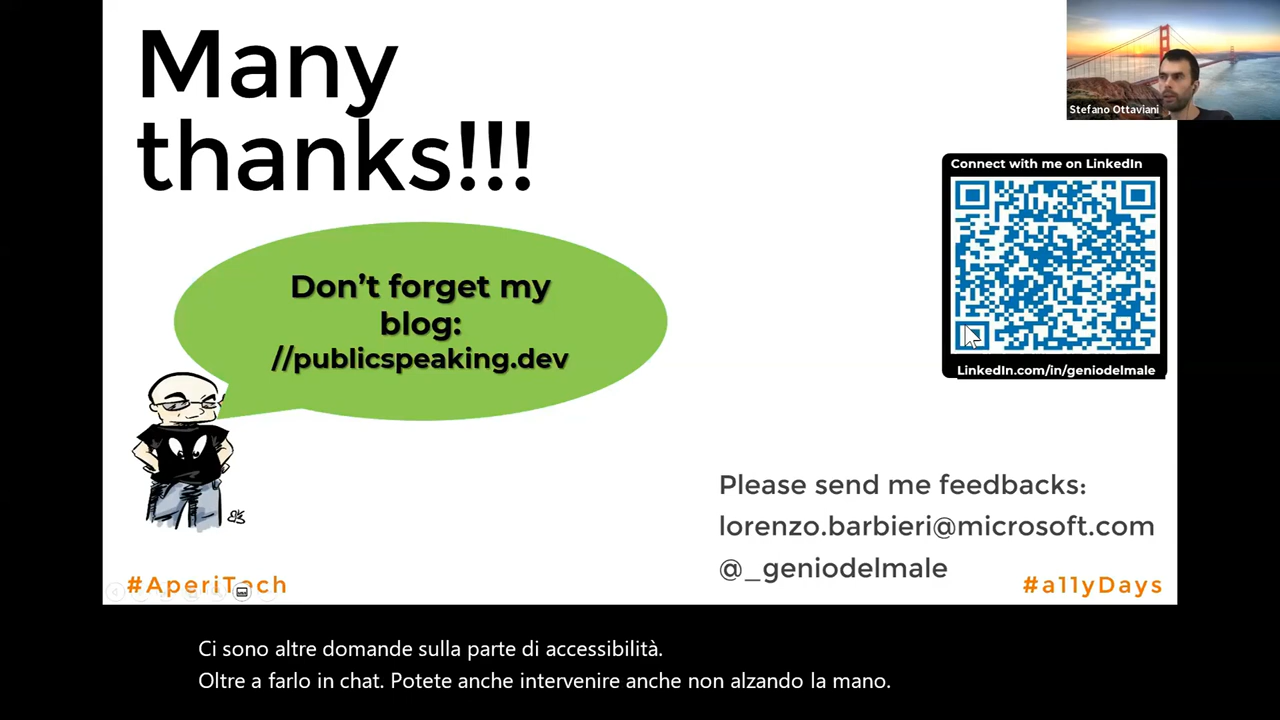 Many
thanks!!!
Stefano Ottaviani
Connect with me on LinkedIn
LinkedIn.com/in/geniodelmale
Don't forget my
blog:
//publicspeaking.dev
Please send me feedbacks:
lorenzo.barbieri@microsoft.com
@_geniodelmale
#AperiTech
#a11yDays
Ci sono altre domande sulla parte di accessibilità.
Oltre a farlo in chat. Potete anche intervenire anche non alzando la mano.